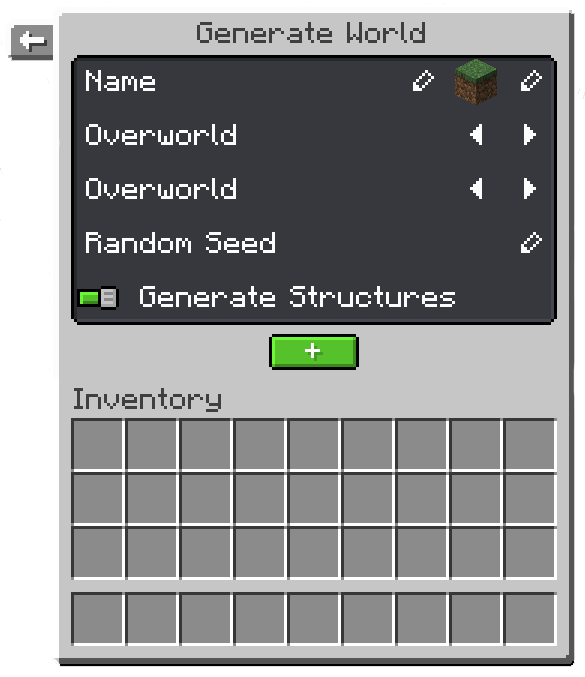 Generate World
Name
Overworld
Overworld
Random Seed
Generate Structures
+
Inventory